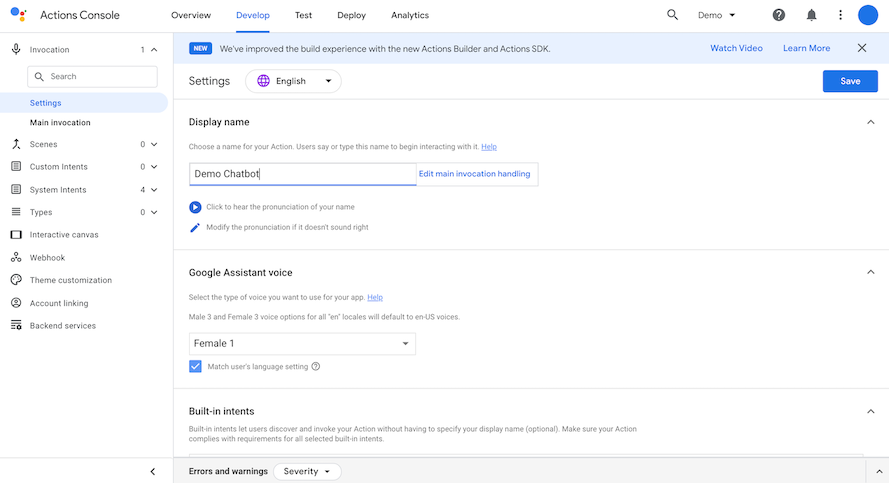 Actions Console
Overview
Develop
Test
Deploy
Analytics
Demo
Invocation
1
Search
Settings
Main invocation
Scenes
0
Custom Intents
0
System Intents
4
Types
0
Interactive canvas
Webhook
Theme customization
Account linking
Backend services
NEW We've improved the build experience with the new Actions Builder and Actions SDK.
Watch Video
Learn More
Settings
English
Save
Display name
Choose a name for your Action. Users say or type this name to begin interacting with it. Help
Demo Chatbot
Edit main invocation handling
Click to hear the pronunciation of your name
Modify the pronunciation if it doesn't sound right
Google Assistant voice
Select the type of voice you want to use for your app. Help
Male 3 and Female 3 voice options for all "en" locales will default to en-US voices.
Female 1
Match user's language setting
Built-in intents
Built-in intents let users discover and invoke your Action without having to specify your display name (optional). Make sure your Action
complies with requirements for all selected built-in intents.
Errors and warnings
Severity